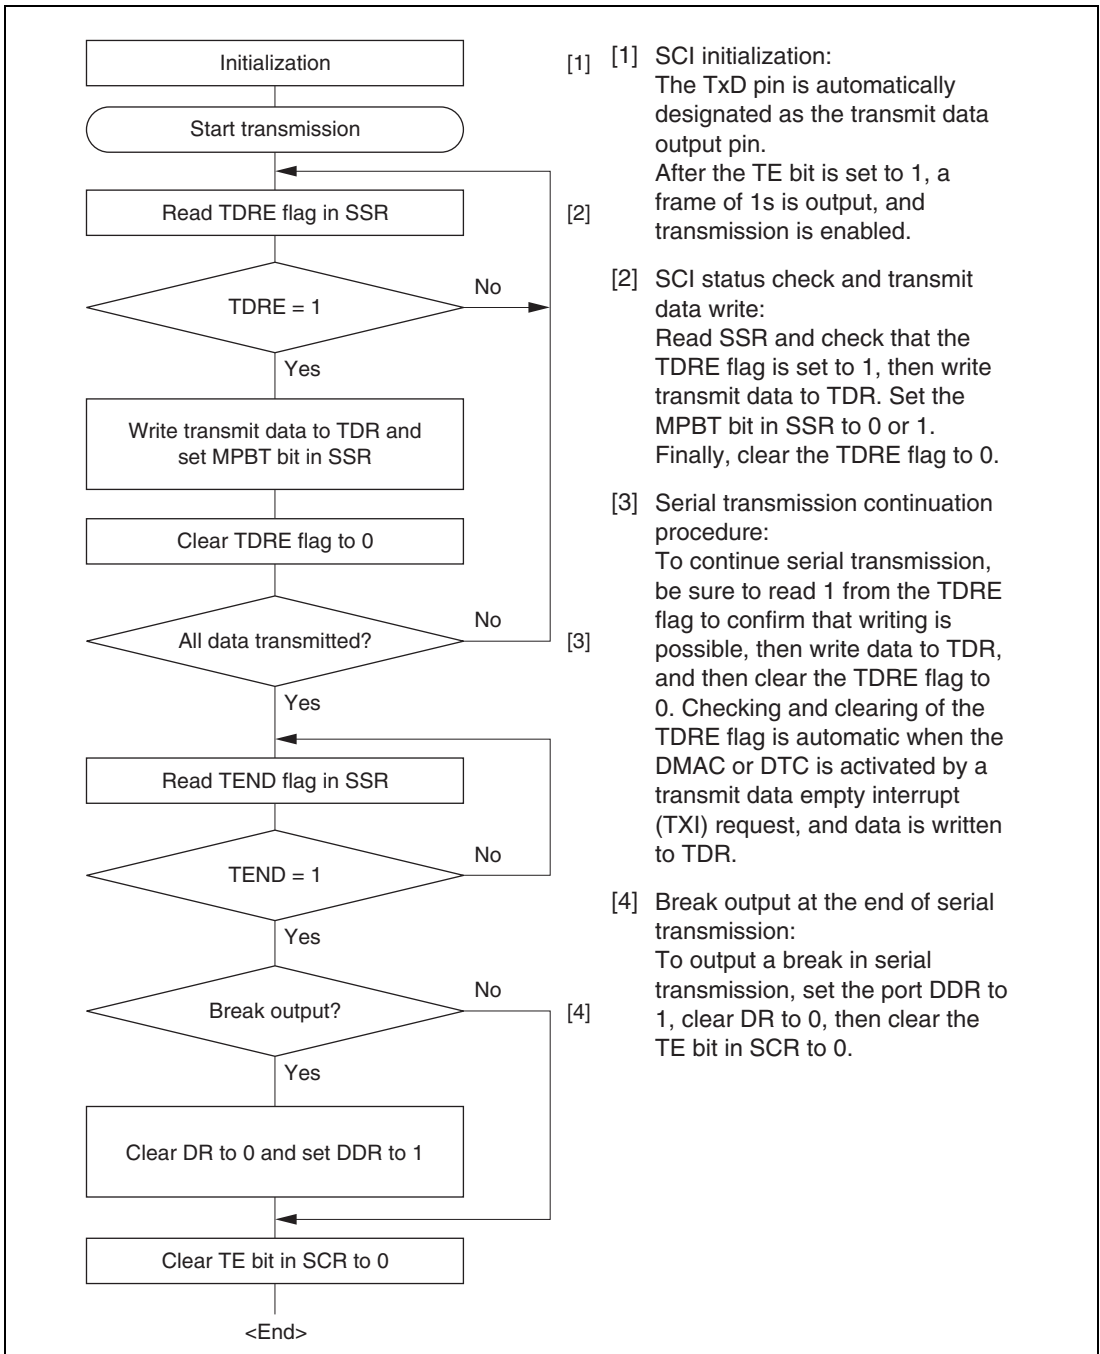 Initialization
[1]
Start transmission
Read TDRE flag in SSR
[2]
TDRE = 1
No
Yes
Write transmit data to TDR and
set MPBT bit in SSR
Clear TDRE flag to 0
All data transmitted?
No
[3]
Yes
Read TEND flag in SSR
TEND = 1
No
Yes
Break output?
No
[4]
Yes
Clear DR to 0 and set DDR to 1
Clear TE bit in SCR to 0
<End>
[1] SCI initialization:
The TxD pin is automatically
designated as the transmit data
output pin.
After the TE bit is set to 1, a
frame of 1s is output, and
transmission is enabled.
[2] SCI status check and transmit
data write:
Read SSR and check that the
TDRE flag is set to 1, then write
transmit data to TDR. Set the
MPBT bit in SSR to 0 or 1.
Finally, clear the TDRE flag to 0.
[3] Serial transmission continuation
procedure:
To continue serial transmission,
be sure to read 1 from the TDRE
flag to confirm that writing is
possible, then write data to TDR,
and then clear the TDRE flag to
0. Checking and clearing of the
TDRE flag is automatic when the
DMAC or DTC is activated by a
transmit data empty interrupt
(TXI) request, and data is written
to TDR.
[4] Break output at the end of serial
transmission:
To output a break in serial
transmission, set the port DDR to
1, clear DR to 0, then clear the
TE bit in SCR to 0.